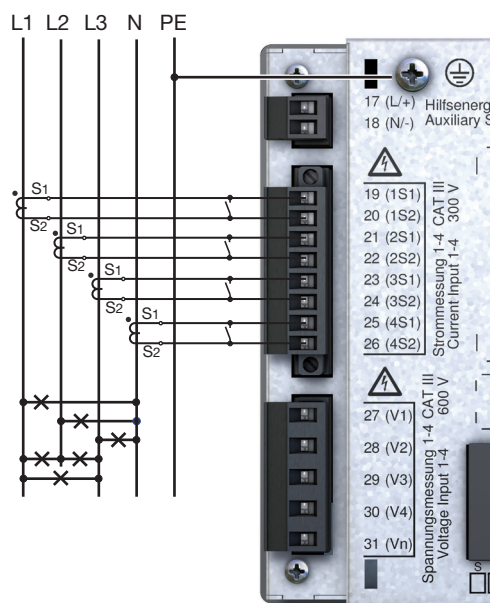 L1 L2 L3 N PE
17 (L/+)
18 (N/-)
Auxiliary
S1
S2
S1
S2
S1
S2
S1
S2
19 (1S1)
20 (1S2)
21 (2S1)
22 (2S2)
23 (3S1)
24 (3S2)
25 (4S1)
26 (4S2)
Strommessung 1-4 CAT III
Current Input 1-4 300 V
27 (V1)
28 (V2)
29 (V3)
30 (V4)
31 (Vn)
Spannungsmessung 1-4 CAT III
Voltage Input 1-4 600 V
S